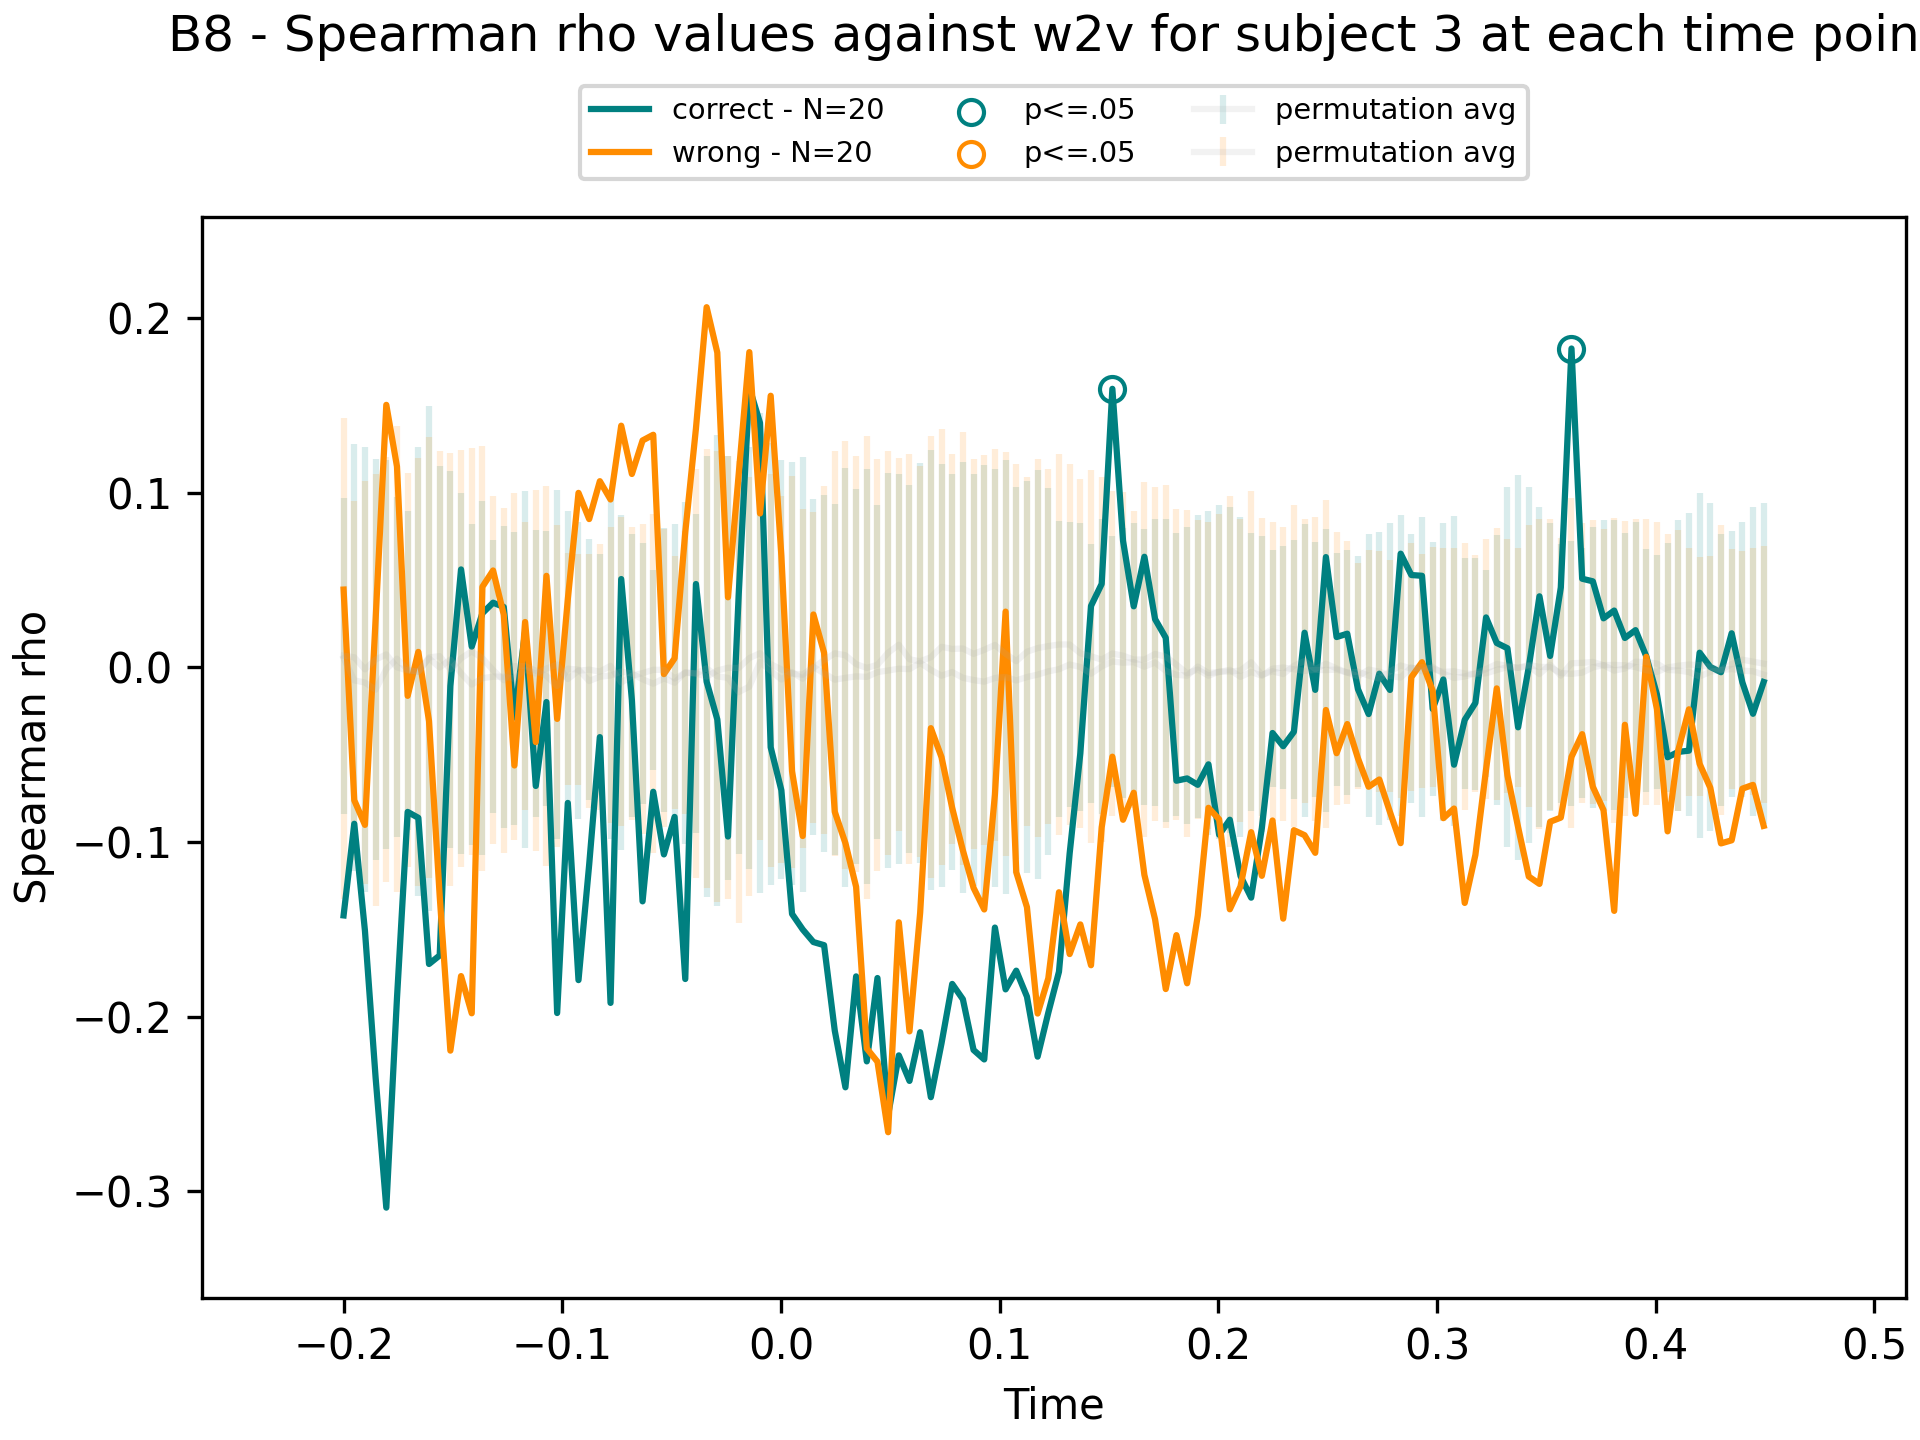 B8 - Spearman rho values against w2v for subject 3 at each time poin
correct - N=20 p<=.05 permutation avg
wrong - N=20 p<=.05 permutation avg
Spearman rho
0.2
0.1
0.0
−0.1
−0.2
−0.3
−0.2 −0.1 0.0 0.1 0.2 0.3 0.4 0.5
Time